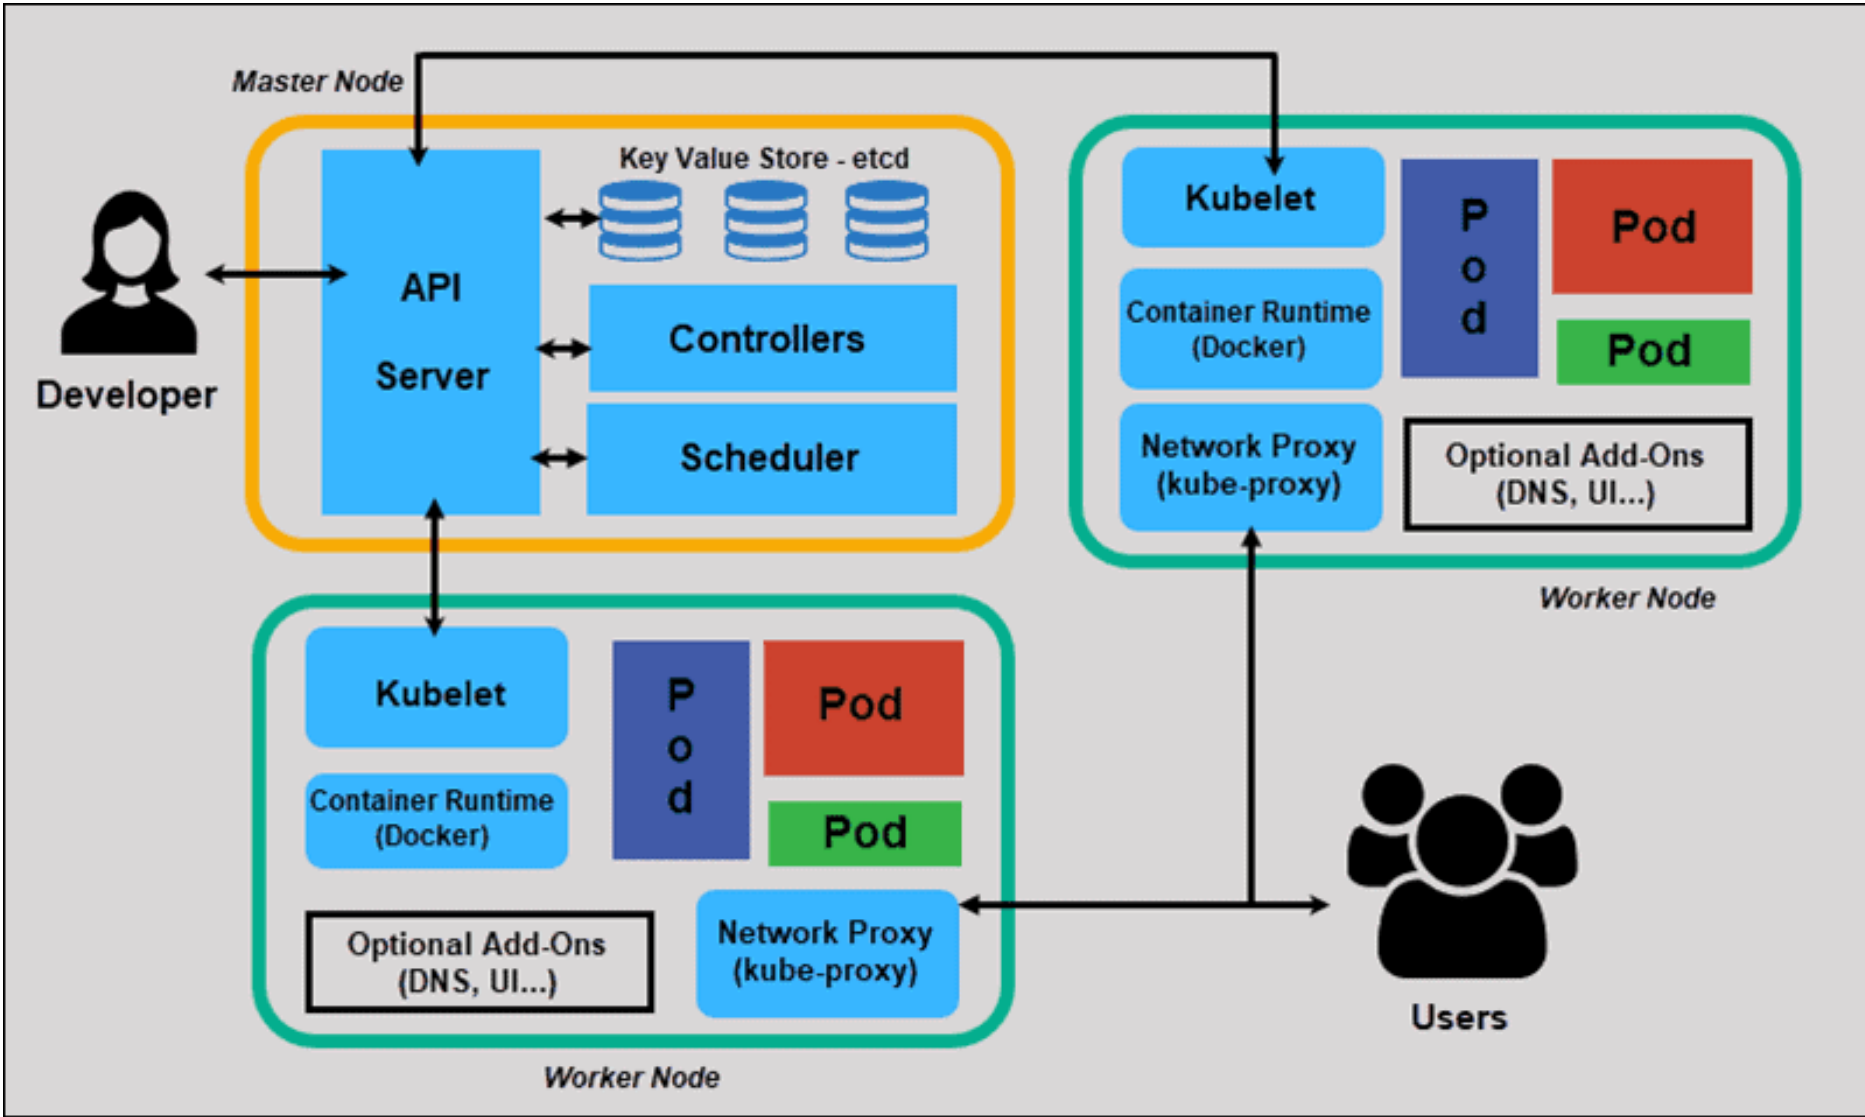 Master Node
Key Value Store - etcd
API
Server
Controllers
Scheduler
Developer
Kubelet
Container Runtime
(Docker)
Network Proxy
(kube-proxy)
P
o
d
Pod
Pod
Optional Add-Ons
(DNS, UI...)
Worker Node
Kubelet
Container Runtime
(Docker)
P
o
d
Pod
Pod
Optional Add-Ons
(DNS, UI...)
Network Proxy
(kube-proxy)
Worker Node
Users